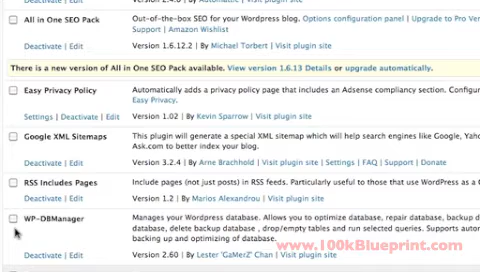 Deactivate | Edit
All in One SEO Pack
Out-of-the-box SEO for your Wordpress blog. Options configuration panel | Upgrade to Pro Ver
Support | Amazon Wishlist
Deactivate | Edit
Version 1.6.12.2 | By Michael Torbert | Visit plugin site
There is a new version of All in One SEO Pack available. View version 1.6.13 Details or upgrade automatically.
Easy Privacy Policy
Automatically adds a privacy policy page that includes an Adsense compliance section. Configur
Easy Privacy.
Settings | Deactivate | Edit
Version 1.02 | By Kevin Sparrow | Visit plugin site
Google XML Sitemaps
This plugin will generate a special XML sitemap which will help search engines like Google, Yaho
Ask.com to better index your blog.
Deactivate | Edit
Version 3.2.4 | By Arne Brachhold | Visit plugin site | Settings | FAQ | Support | Donate
RSS Includes Pages
Include pages (not just posts) in RSS feeds. Particularly useful to those that use WordPress as a C
Deactivate | Edit
Version 1.2 | By Marios Alexandrou | Visit plugin site
WP-DBManager
Manages your Wordpress database. Allows you to optimize database, repair database, backup d
database, delete backup database , drop/empty tables and run selected queries. Supports autom
backing up and optimizing of database.
www.100kBlueprint.com
Deactivate | Edit
Version 2.60 | By Lester 'GaMerZ' Chan | Visit plugin site